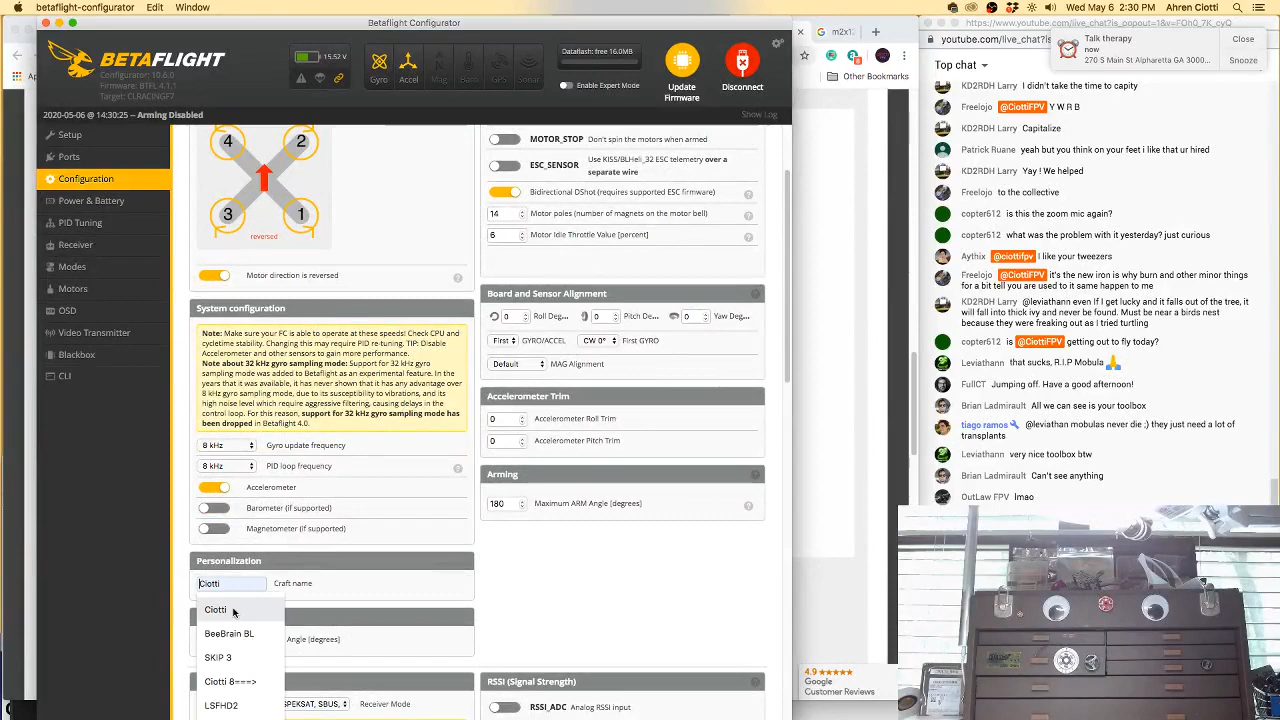 betaflight-configurator Edit Window
Wed May 6 2:30 PM Ahren Ciotti
Betaflight Configurator
BETAFLIGHT
Configurator: 10.6.0
Firmware: BTFL 4.1.1
Target: CLRACINGF7
15.52 V
Gyro Accel Mag Baro GPS Sonar
Dataflash: free 16.0MB
Enable Expert Mode
Update Firmware
Disconnect
2020-05-06 @ 14:30:25 -- Arming Disabled
Show Log
Setup
Ports
Configuration
Power & Battery
PID Tuning
Receiver
Modes
Motors
OSD
Video Transmitter
Blackbox
CLI
4 2
3 1
reversed
Motor direction is reversed
System configuration
Note: Make sure your FC is able to operate at these speeds! Check CPU and
cycletime stability. Changing this may require PID re-tuning. TIP: Disable
Accelerometer and other sensors to gain more performance.
Note about 32 kHz gyro sampling mode: Support for 32 kHz gyro
sampling mode was added to Betaflight as an experimental feature. In the
years that it was available, it has never shown that it has any advantage over
8 kHz gyro sampling mode, due to its susceptibility to vibrations, and its
high noise level which require aggressive filtering, causing delays in the
control loop. For this reason, support for 32 kHz gyro sampling mode has
been dropped in Betaflight 4.0.
8 kHz Gyro update frequency
8 kHz PID loop frequency
Accelerometer
Barometer (if supported)
Magnetometer (if supported)
Personalization
Ciotti Craft name
Ciotti
BeeBrain BL
SKIP 3
Ciotti 8===>
LSFHD2
Angle [degrees]
SPEKSAT, SBUS, Receiver Mode
MOTOR_STOP Don't spin the motors when armed
ESC_SENSOR Use KISS/BLHeli_32 ESC telemetry over a
separate wire
Bidirectional DShot (requires supported ESC firmware)
14 Motor poles (number of magnets on the motor bell)
6 Motor Idle Throttle Value [percent]
Board and Sensor Alignment
Roll Deg... 0 Pitch De... 0 Yaw Deg...
First GYRO/ACCEL CW 0° First GYRO
Default MAG Alignment
Accelerometer Trim
0 Accelerometer Roll Trim
0 Accelerometer Pitch Trim
Arming
180 Maximum ARM Angle [degrees]
RSSI (Signal Strength)
RSSI_ADC Analog RSSI input
Other Bookmarks
4.9
Google
Customer Reviews
https://www.youtube.com/live_chat?is_popout=1&v=FOh0_7K_cyQ
Talk therapy
now
270 S Main St Alpharetta GA 3000...
Close
Snooze
Top chat
KD2RDH Larry I didn't take the time to capity
Freelojo @CiottiFPV Y W R B
KD2RDH Larry Capitalize
Patrick Ruane yeah but you think on your feet i like that ur hired
KD2RDH Larry Yay ! We helped
Freelojo to the collective
copter612 is this the zoom mic again?
copter612 what was the problem with it yesterday? just curious
Aythix @ciottifpv I like your tweezers
Freelojo @CiottiFPV it's the new iron is why burn and other minor things
for a bit tell you are used to it same happen to me
KD2RDH Larry @leviathann even If I get lucky and it falls out of the tree, it
will fall into thick ivy and never be found. Must be near a birds nest
because they were freaking out as I tried turtling
copter612 is @CiottiFPV getting out to fly today?
Leviathann that sucks, R.I.P Mobula
FullCT Jumping off. Have a good afternoon!
Brian Ladmirault All we can see is your toolbox
tiago ramos @leviathan mobulas never die ;) they just need a lot of
transplants
Leviathann very nice toolbox btw
Brian Ladmirault Can't see anything
OutLaw FPV lmao